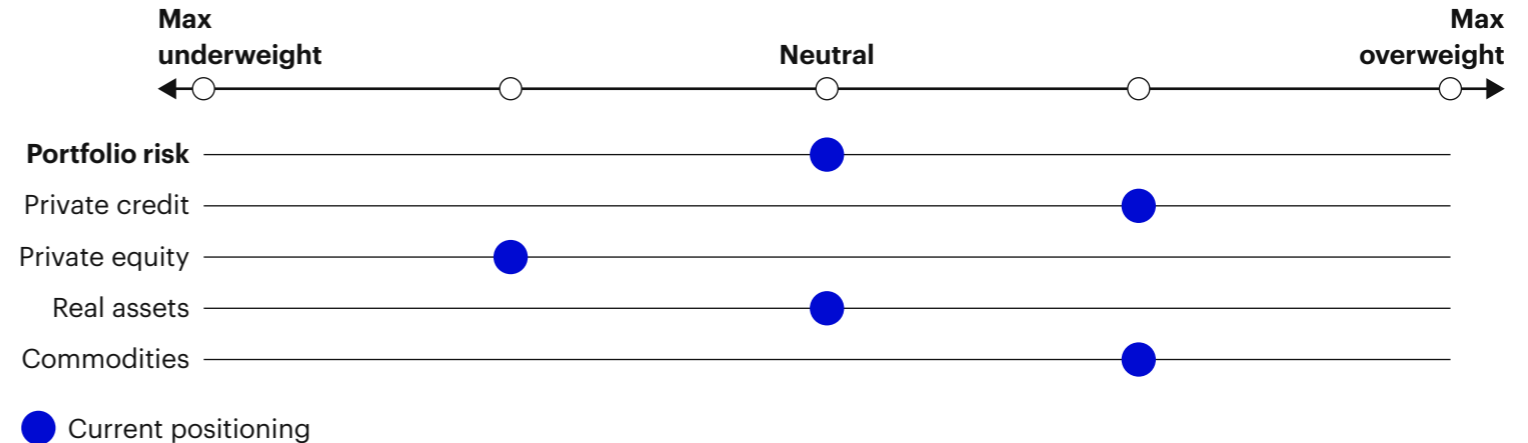 Max
underweight
Neutral
Max
overweight
Portfolio risk
Private credit
Private equity
Real assets
Commodities
Current positioning